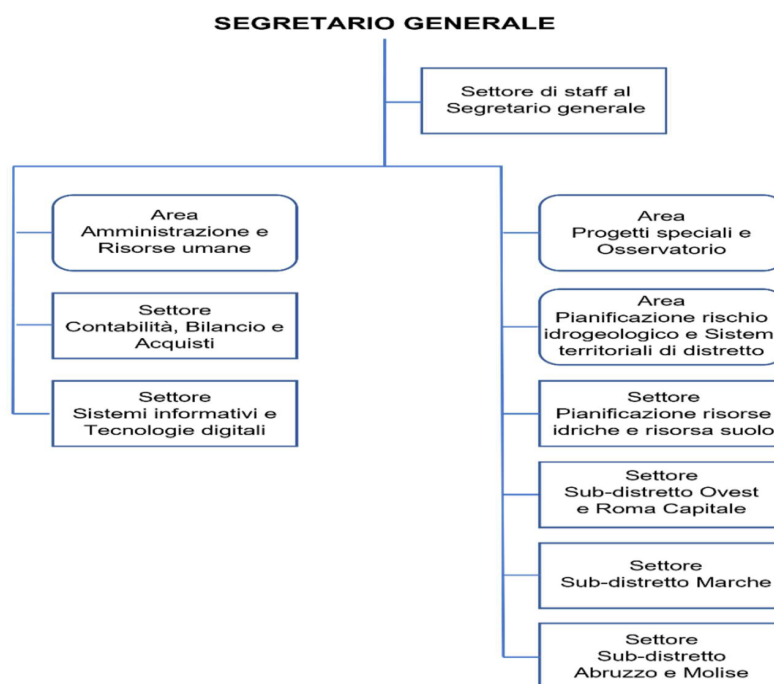 SEGRETARIO GENERALE
Settore di staff al
Segretario generale
Area
Amministrazione e
Risorse umane
Settore
Contabilità, Bilancio e
Acquisti
Settore
Sistemi informativi e
Tecnologie digitali
Area
Progetti speciali e
Osservatorio
Area
Pianificazione rischio
idrogeologico e Sistem
territoriali di distretto
Settore
Pianificazione risorse
idriche e risorsa suolo
Settore
Sub-distretto Ovest
e Roma Capitale
Settore
Sub-distretto Marche
Settore
Sub-distretto
Abruzzo e Molise